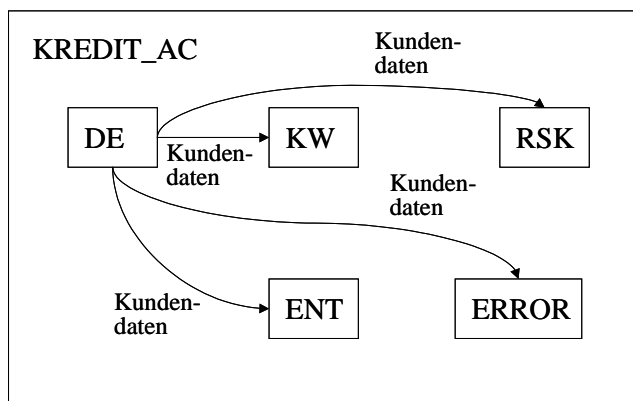 KREDIT_AC
Kunden-
daten
DE
KW
RSK
Kunden-
daten
Kunden-
daten
Kunden-
daten
ENT
ERROR